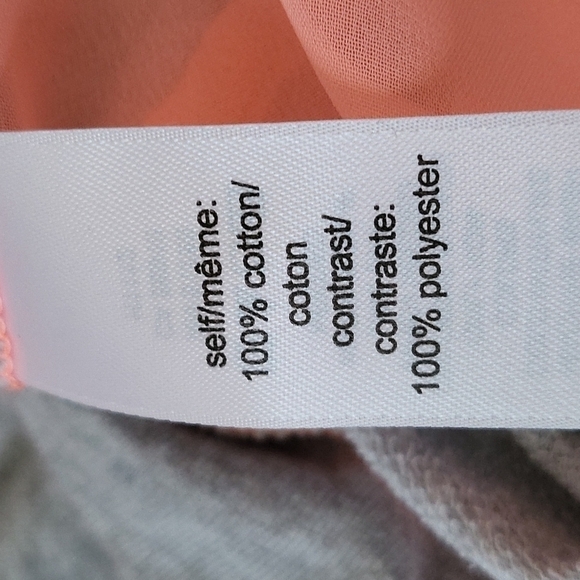 self/même:
100% cotton/
coton
contrast/
contraste:
100% polyester